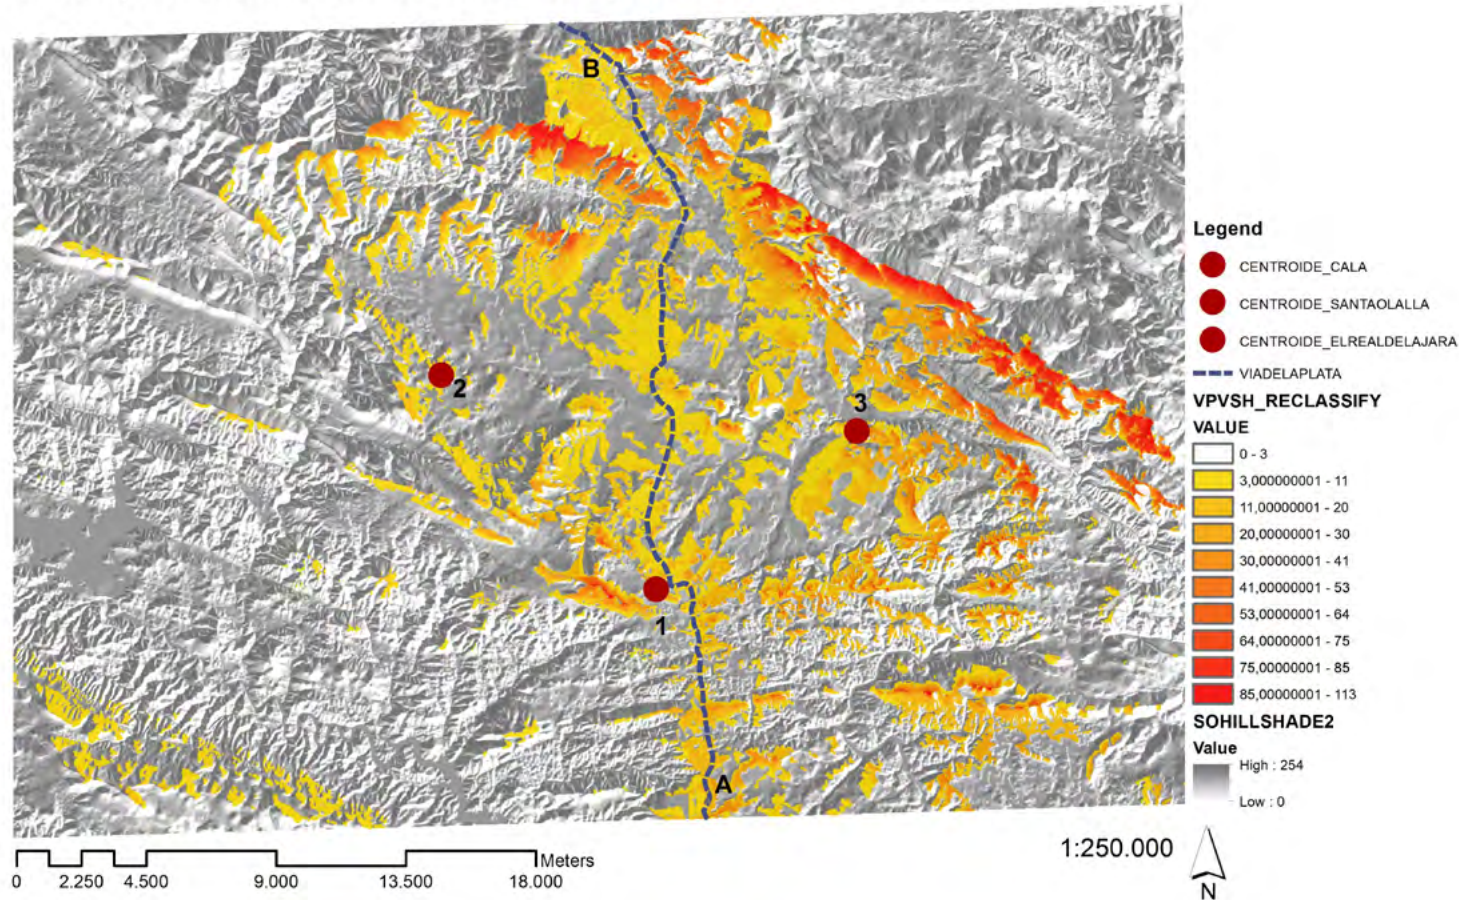 B
2
3
1
A
Legend
CENTROIDE_CALA
CENTROIDE_SANTAOLALLA
CENTROIDE_ELREALDELAJARA
VIADELAPLATA
VPVSH_RECLASSIFY
VALUE
0 - 3
3,000000001 - 11
11,00000001 - 20
20,00000001 - 30
30,00000001 - 41
41,00000001 - 53
53,00000001 - 64
64,00000001 - 75
75,00000001 - 85
85,00000001 - 113
SOHILLSHADE2
Value
High : 254
Low : 0
1:250.000
N
Meters
0 2.250 4.500 9.000 13.500 18.000